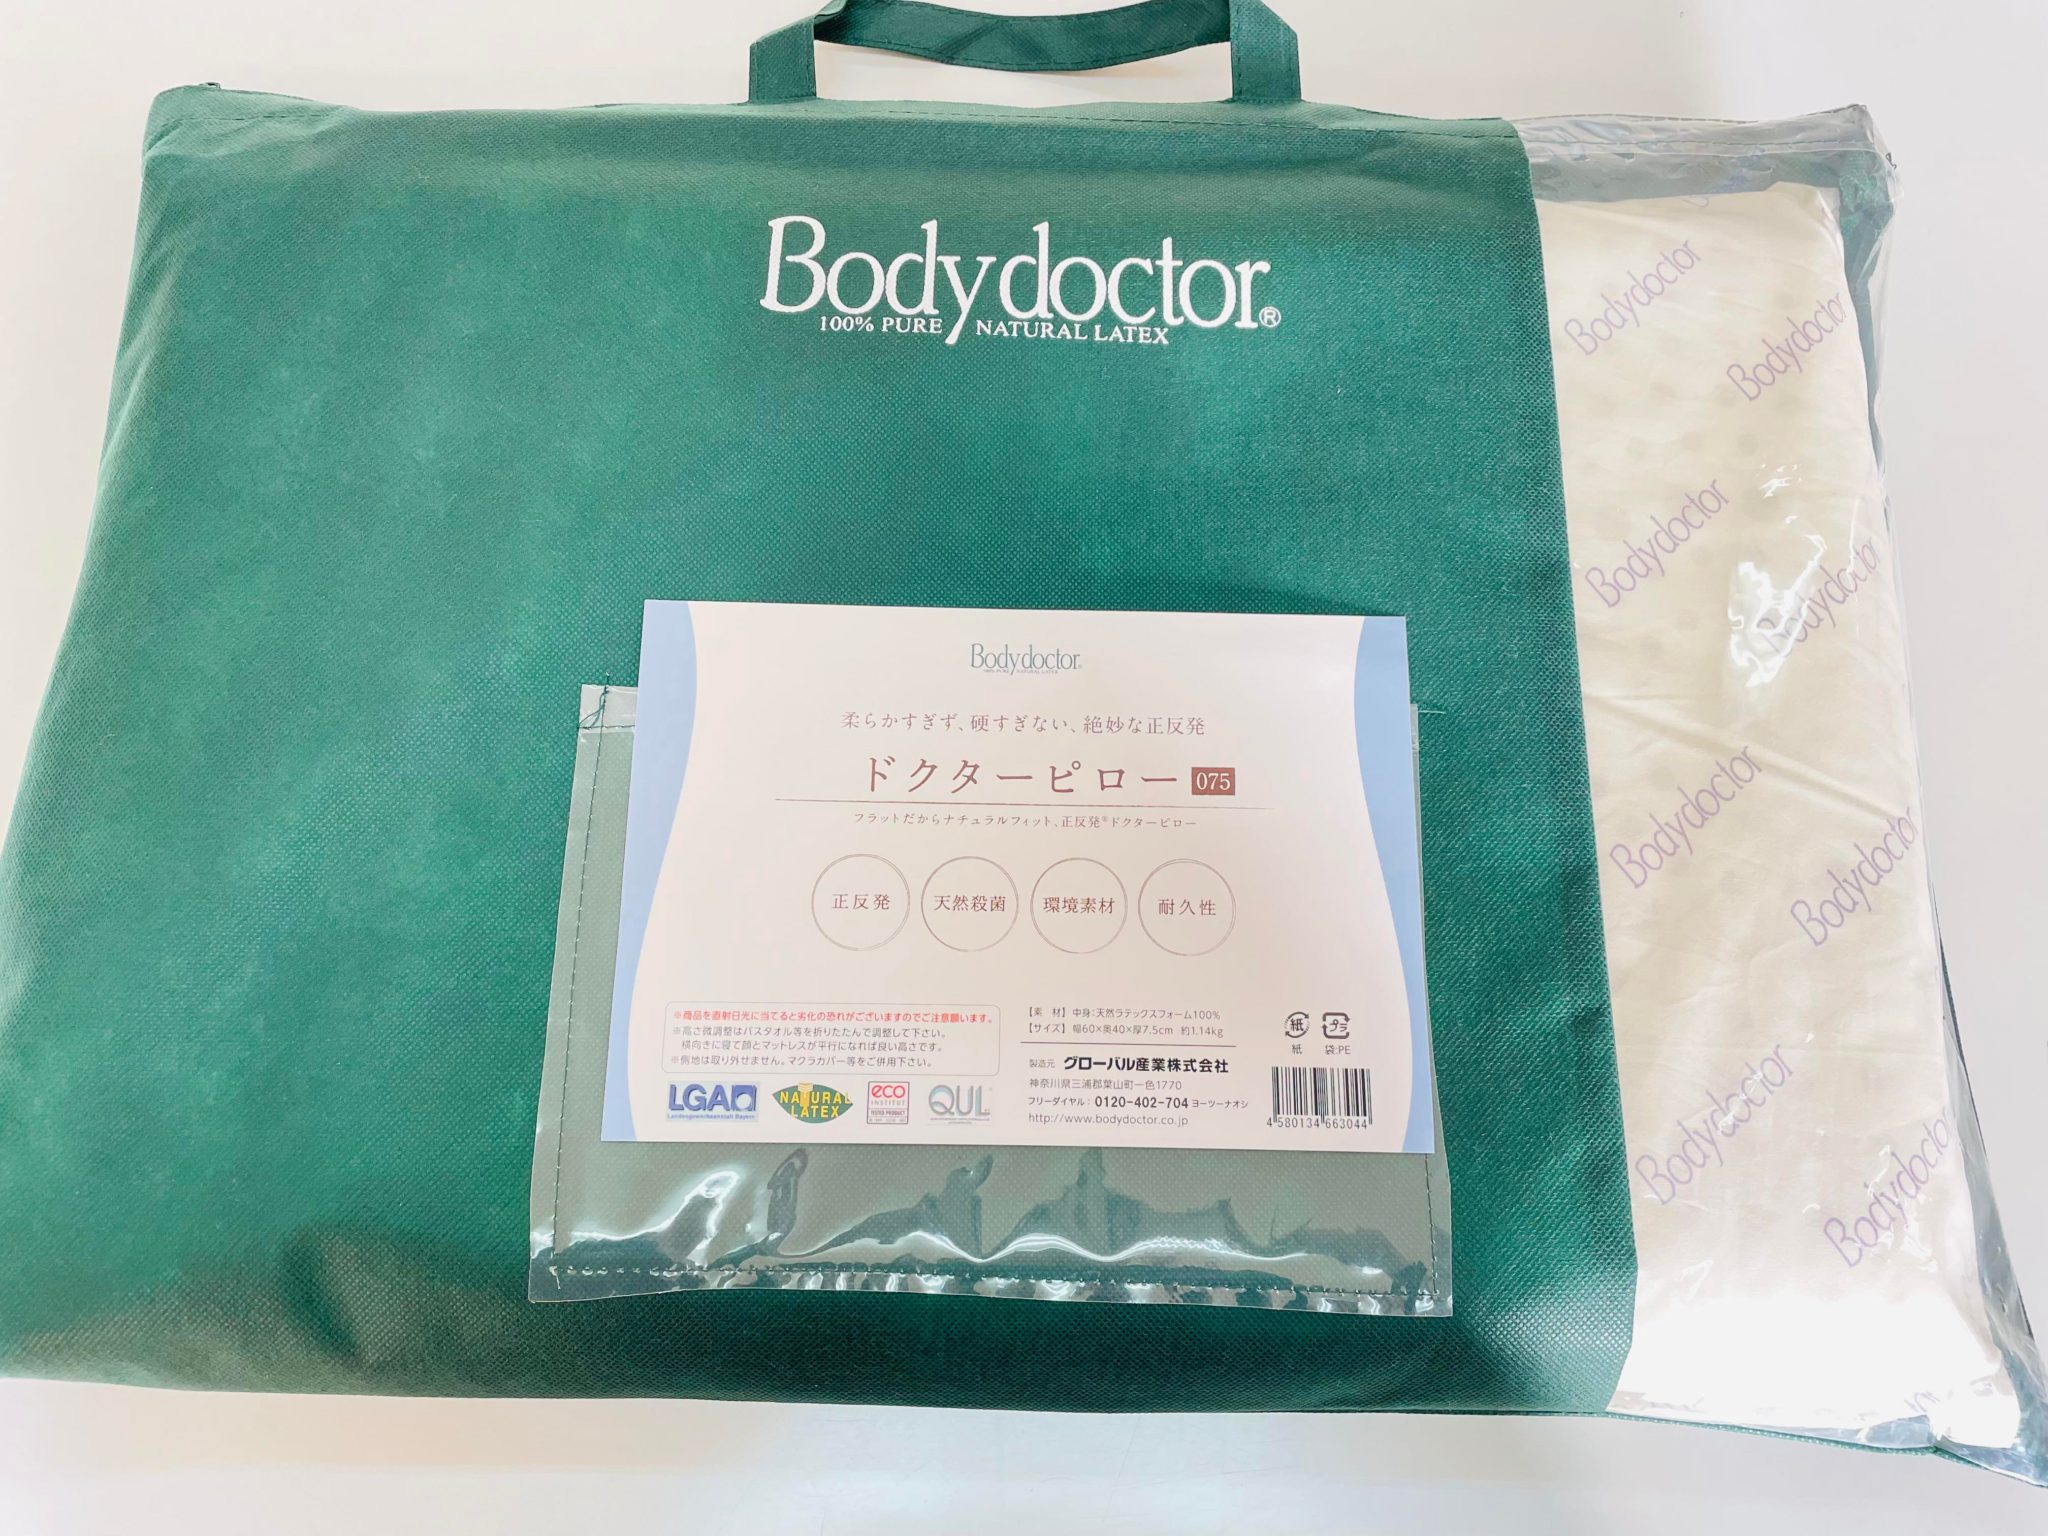 Bodydoctor®
100% PURE NATURAL LATEX
Bodydoctor
Bodydoctor
Bodydoctor
Bodydoctor
Bodydoctor
Bodydoctor
Bodydoctor
Bodydoctor
Bodydoctor®
100% PURE NATURAL LATEX
柔らかすぎず、硬すぎない、絶妙な正反発
ドクターピロー 075
フラットだからナチュラルフィット、正反発®ドクターピロー
正反発 天然殺菌 環境素材 耐久性
※商品を直射日光に当てると劣化の恐れがございますのでご注意願います。
※高さ微調整はバスタオル等を折りたたんで調整して下さい。
横向きに寝て顔とマットレスが平行になれば良い高さです。
※側地は取り外せません。マクラカバー等をご併用下さい。
LGA
Landesgewerbeanstalt Bayern
NATURAL
LATEX
eco
INSTITUT
TESTED PRODUCT
QUL
【素 材】中身:天然ラテックスフォーム100%
【サイズ】幅60×奥40×厚7.5cm 約1.14kg
製造元 グローバル産業株式会社
神奈川県三浦郡葉山町一色1770
フリーダイヤル: 0120-402-704 ヨーツーナオシ
http://www.bodydoctor.co.jp
紙 プラ
紙 袋:PE
4 580134 663044